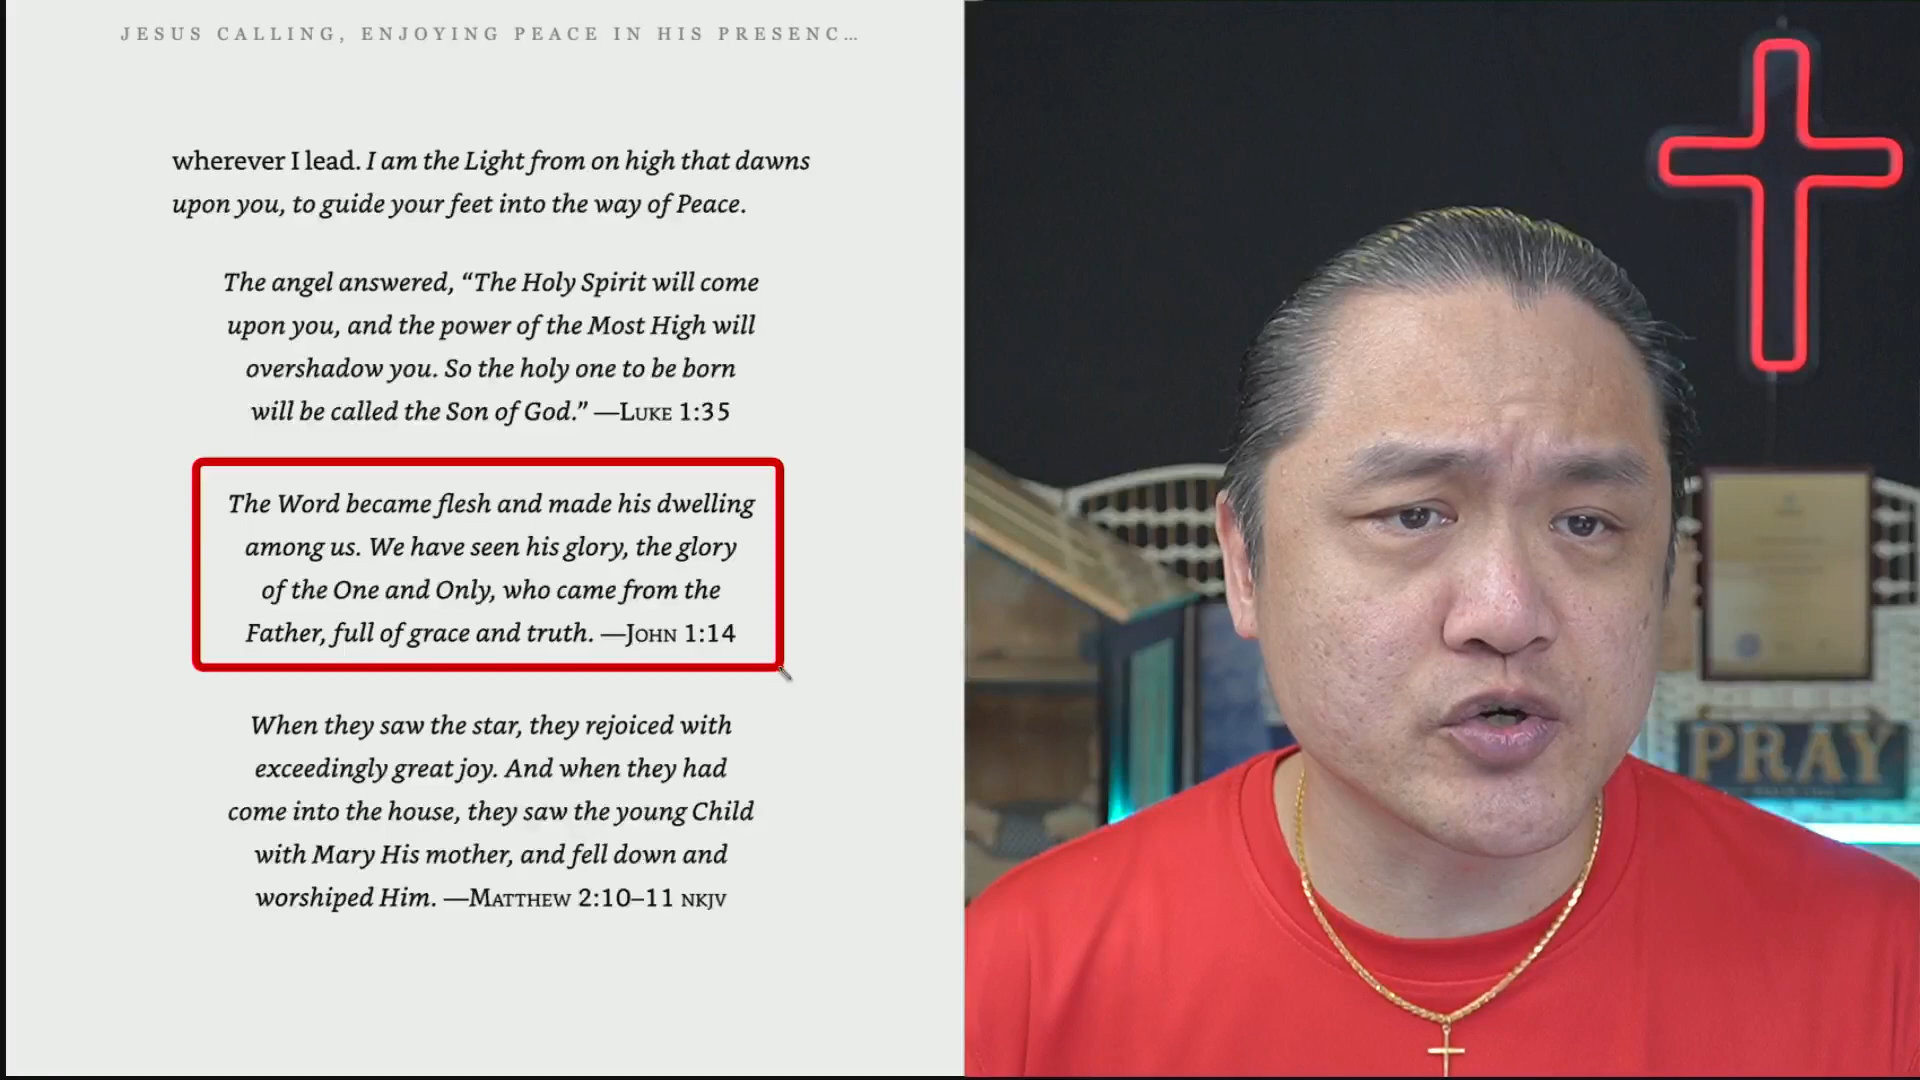 JESUS CALLING, ENJOYING PEACE IN HIS PRESENC…
wherever I lead. I am the Light from on high that dawns
upon you, to guide your feet into the way of Peace.
The angel answered, “The Holy Spirit will come
upon you, and the power of the Most High will
overshadow you. So the holy one to be born
will be called the Son of God.” —LUKE 1:35
The Word became flesh and made his dwelling
among us. We have seen his glory, the glory
of the One and Only, who came from the
Father, full of grace and truth. —JOHN 1:14
When they saw the star, they rejoiced with
exceedingly great joy. And when they had
come into the house, they saw the young Child
with Mary His mother, and fell down and
worshiped Him. —MATTHEW 2:10–11 NKJV
PRAY